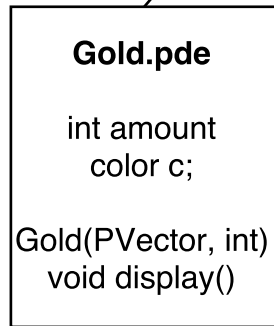 Gold.pde
int amount
color c;
Gold(PVector, int)
void display()